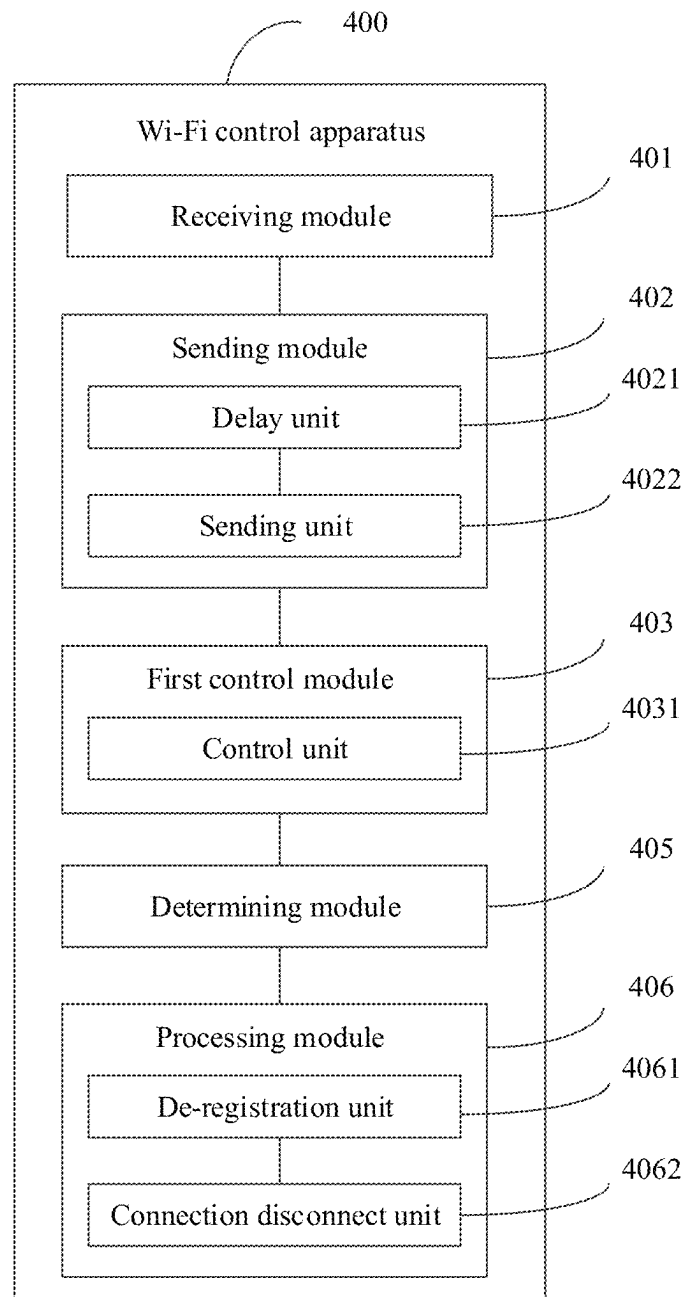 400
Wi-Fi control apparatus
401
Receiving module
402
Sending module
4021
Delay unit
4022
Sending unit
403
First control module
4031
Control unit
405
Determining module
406
Processing module
4061
De-registration unit
4062
Connection disconnect unit